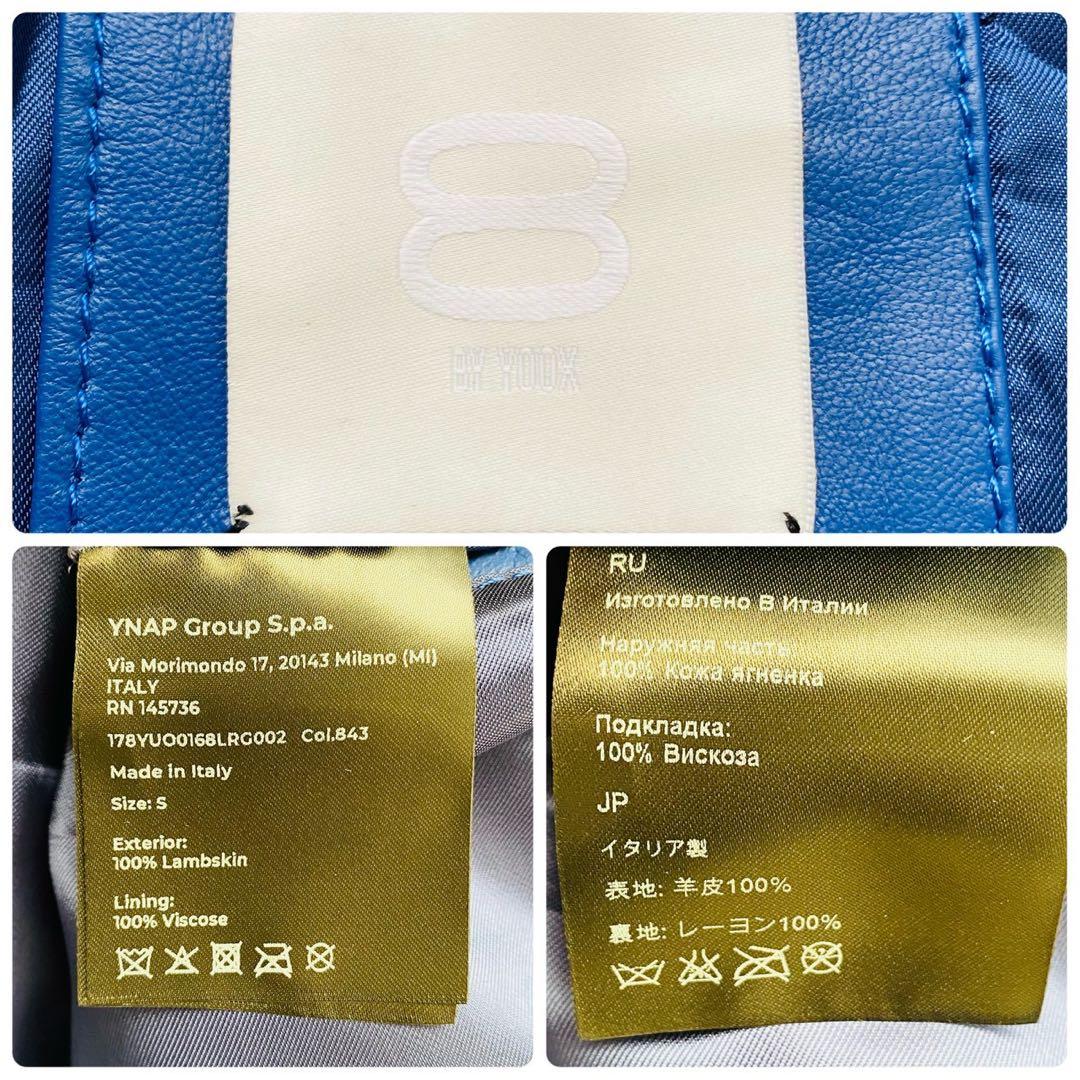 8
BY YOOX
YNAP Group S.p.a.
Via Morimondo 17, 20143 Milano (MI)
ITALY
RN 145736
178YUO0168LRG002 Col.843
Made in Italy
Size: S
Exterior:
100% Lambskin
Lining:
100% Viscose
RU
Изготовлено В Италии
Наружняя часть:
100% Кожа ягненка
Подкладка:
100% Вискоза
JP
イタリア製
表地: 羊皮100%
裏地: レーヨン100%